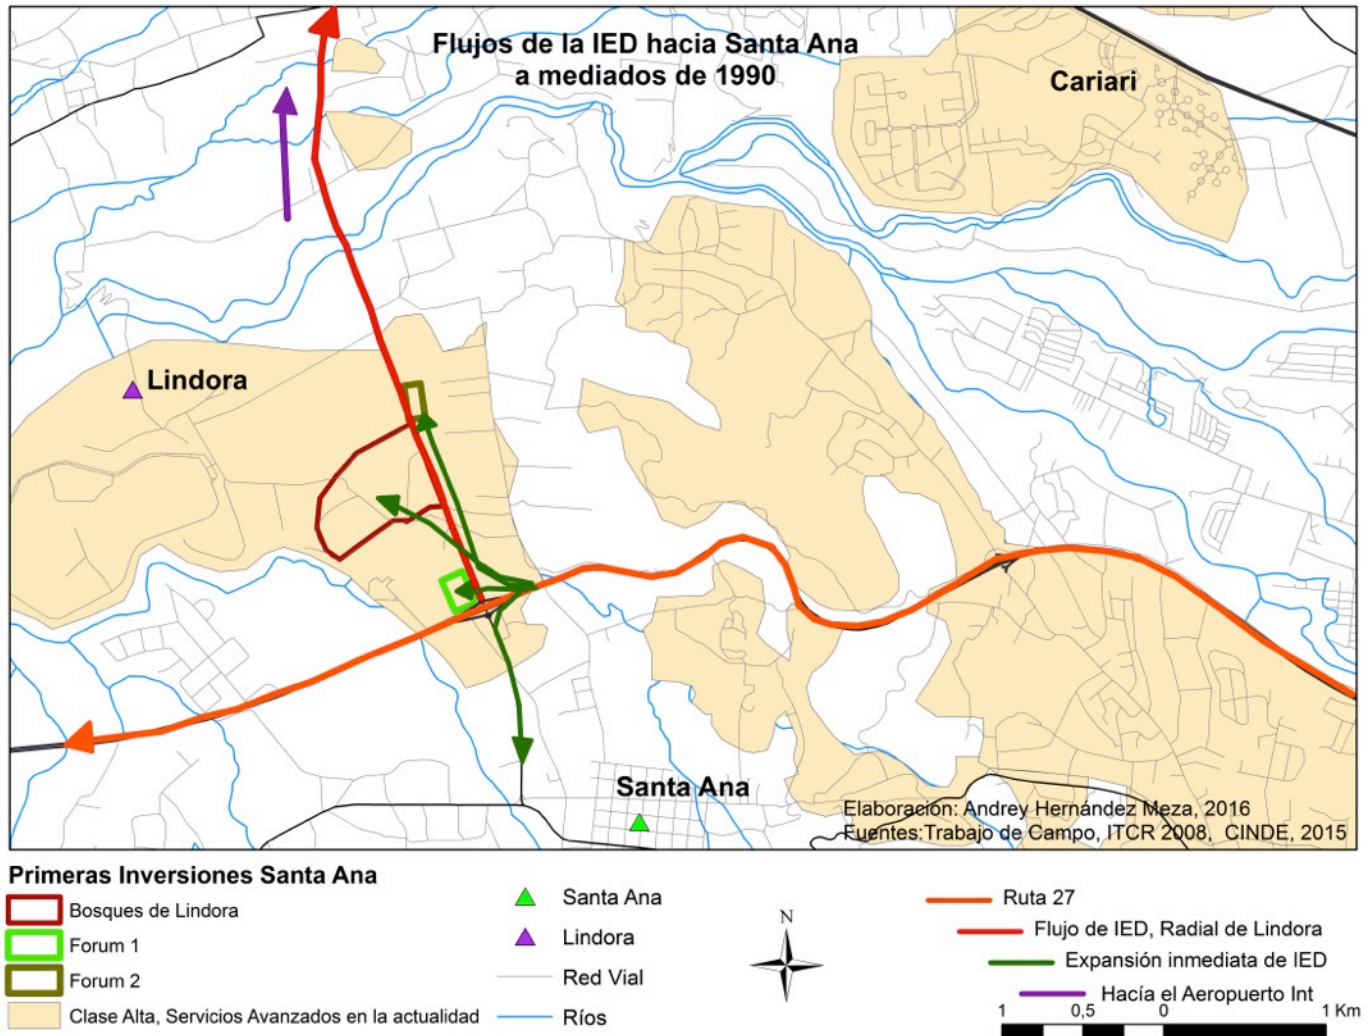 Flujos de la IED hacia Santa Ana
a mediados de 1990
Cariari
Lindora
Santa Ana
Elaboración: Andrey Hernández Meza, 2016
Fuentes:Trabajo de Campo, ITCR 2008, CINDE, 2015
Primeras Inversiones Santa Ana
Bosques de Lindora
Forum 1
Forum 2
Clase Alta, Servicios Avanzados en la actualidad
Santa Ana
Lindora
Red Vial
Ríos
N
Ruta 27
Flujo de IED, Radial de Lindora
Expansión inmediata de IED
Hacía el Aeropuerto Int
1 0,5 0 1 Km